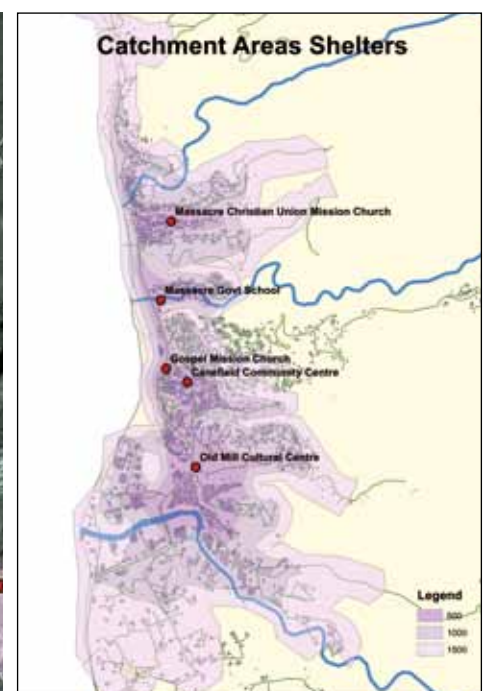 Catchment Areas Shelters
Massacre Christian Union Mission Church
Massacre Govt School
Gospel Mission Church
Canefield Community Centre
Old Mill Cultural Centre
Legend
500
1000
1500